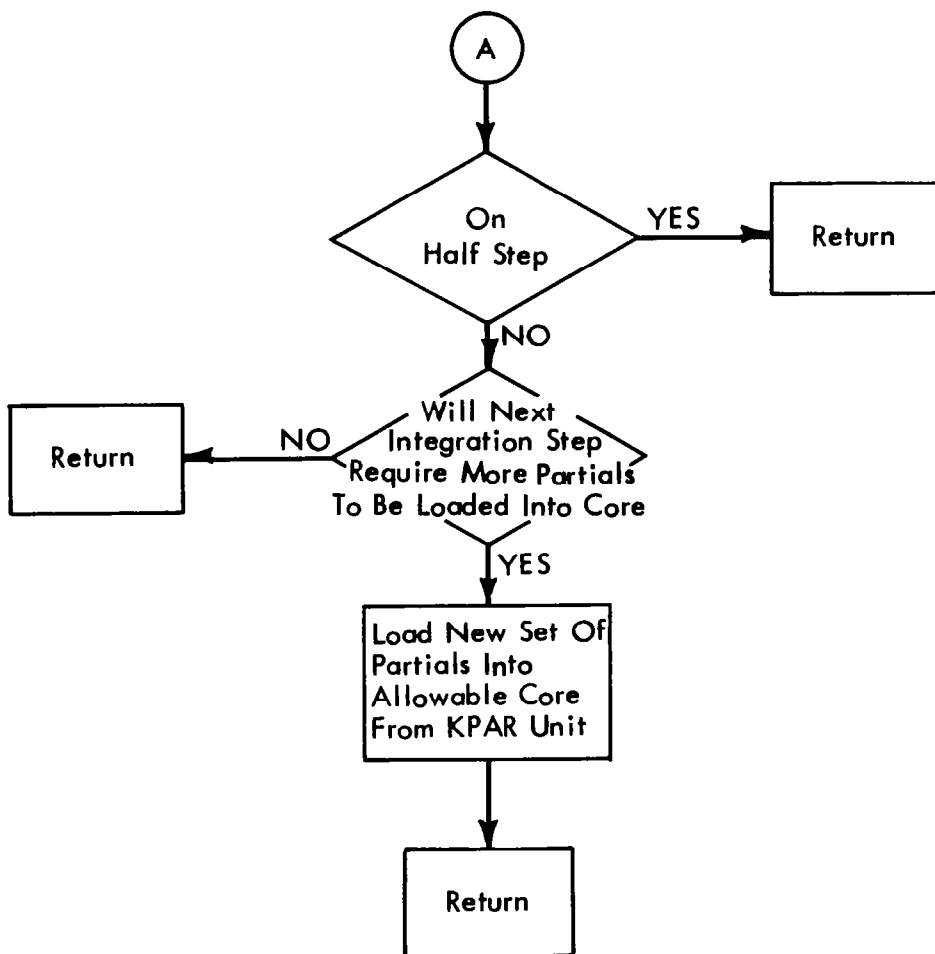 A
On
Half Step
YES
Return
NO
Will Next
Integration Step
Require More Partials
To Be Loaded Into Core
NO
Return
YES
Load New Set Of
Partials Into
Allowable Core
From KPAR Unit
Return